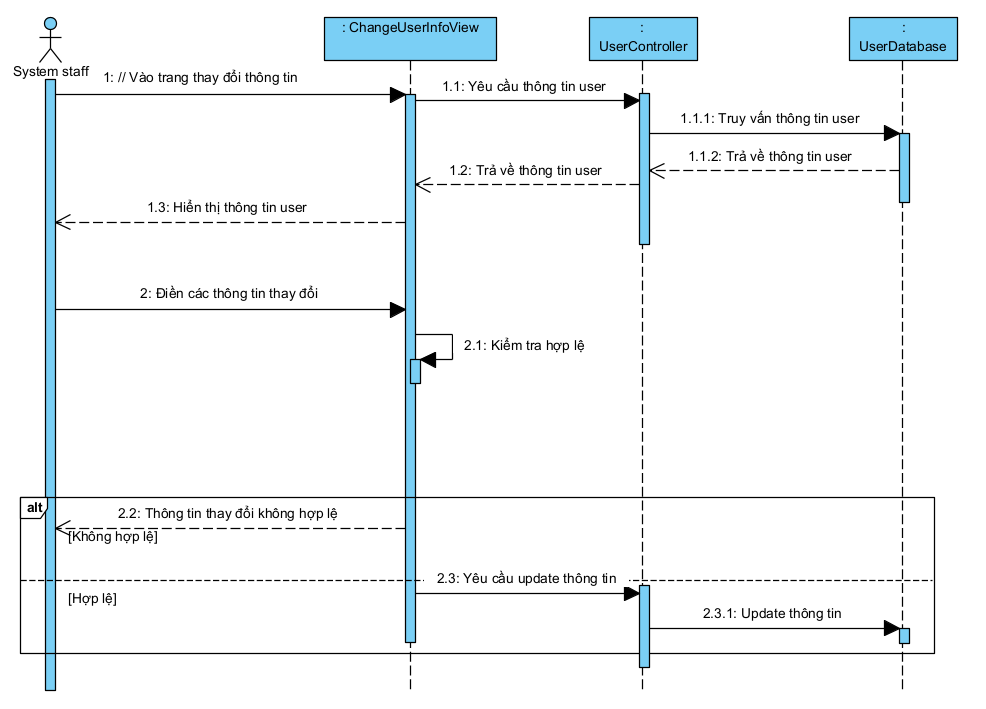 : ChangeUserInfoView
:
UserController
:
UserDatabase
System staff
1: // Vào trang thay đổi thông tin
1.1: Yêu cầu thông tin user
1.1.1: Truy vấn thông tin user
1.1.2: Trả về thông tin user
1.2: Trả về thông tin user
1.3: Hiển thị thông tin user
2: Điền các thông tin thay đổi
2.1: Kiểm tra hợp lệ
alt
2.2: Thông tin thay đổi không hợp lệ
[Không hợp lệ]
2.3: Yêu cầu update thông tin
[Hợp lệ]
2.3.1: Update thông tin